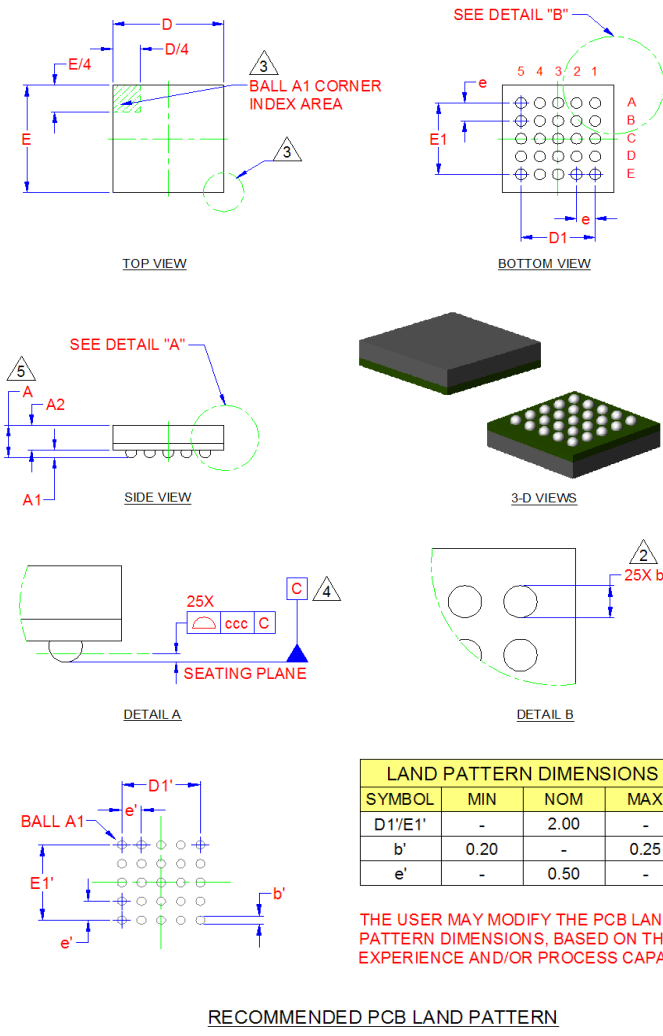 D
D/4
E/4
3
BALL A1 CORNER
INDEX AREA
E
3
TOP VIEW
SEE DETAIL "B"
5 4 3 2 1
e
A
B
E1
C
D
E
e
D1
BOTTOM VIEW
SEE DETAIL "A"
5
A
A2
A1
SIDE VIEW
3-D VIEWS
C
4
25X
ccc C
SEATING PLANE
DETAIL A
2
25X b
DETAIL B
D1'
e'
BALL A1
E1'
b'
e'
LAND PATTERN DIMENSIONS
SYMBOL MIN NOM MAX
D1'/E1' - 2.00 -
b' 0.20 - 0.25
e' - 0.50 -
THE USER MAY MODIFY THE PCB LAN
PATTERN DIMENSIONS, BASED ON TH
EXPERIENCE AND/OR PROCESS CAPA
RECOMMENDED PCB LAND PATTERN